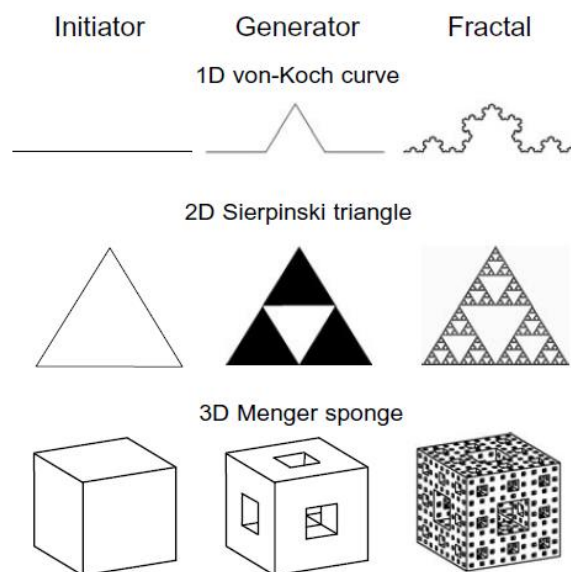 Initiator Generator Fractal
1D von-Koch curve
2D Sierpinski triangle
3D Menger sponge